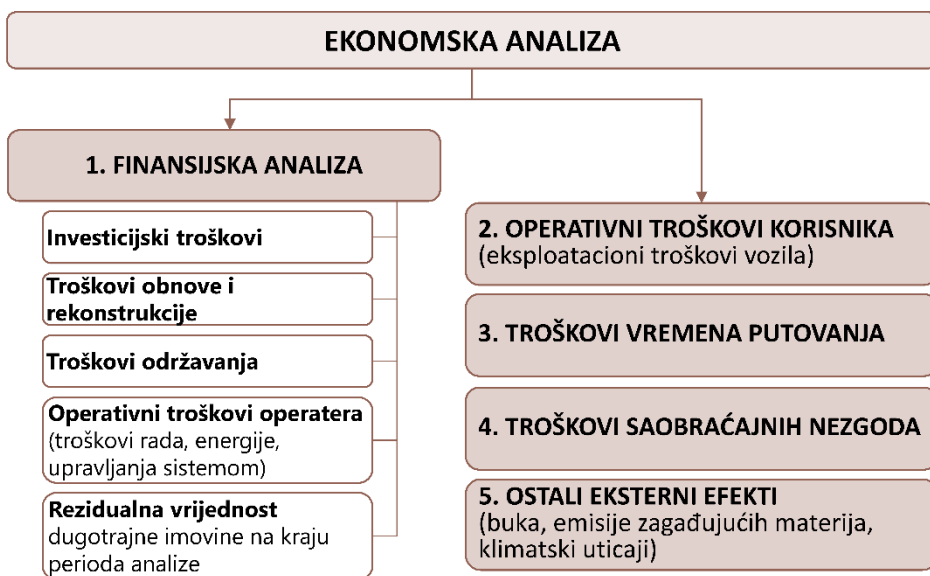 EKONOMSKA ANALIZA
1. FINANSIJSKA ANALIZA
Investicijski troškovi
Troškovi obnove i
rekonstrukcije
Troškovi održavanja
Operativni troškovi operatera
(troškovi rada, energije,
upravljanja sistemom)
Rezidualna vrijednost
dugotrajne imovine na kraju
perioda analize
2. OPERATIVNI TROŠKOVI KORISNIKA
(eksploatacioni troškovi vozila)
3. TROŠKOVI VREMENA PUTOVANJA
4. TROŠKOVI SAOBRAĆAJNIH NEZGODA
5. OSTALI EKSTERNI EFEKTI
(buka, emisije zagađujućih materija,
klimatski uticaji)